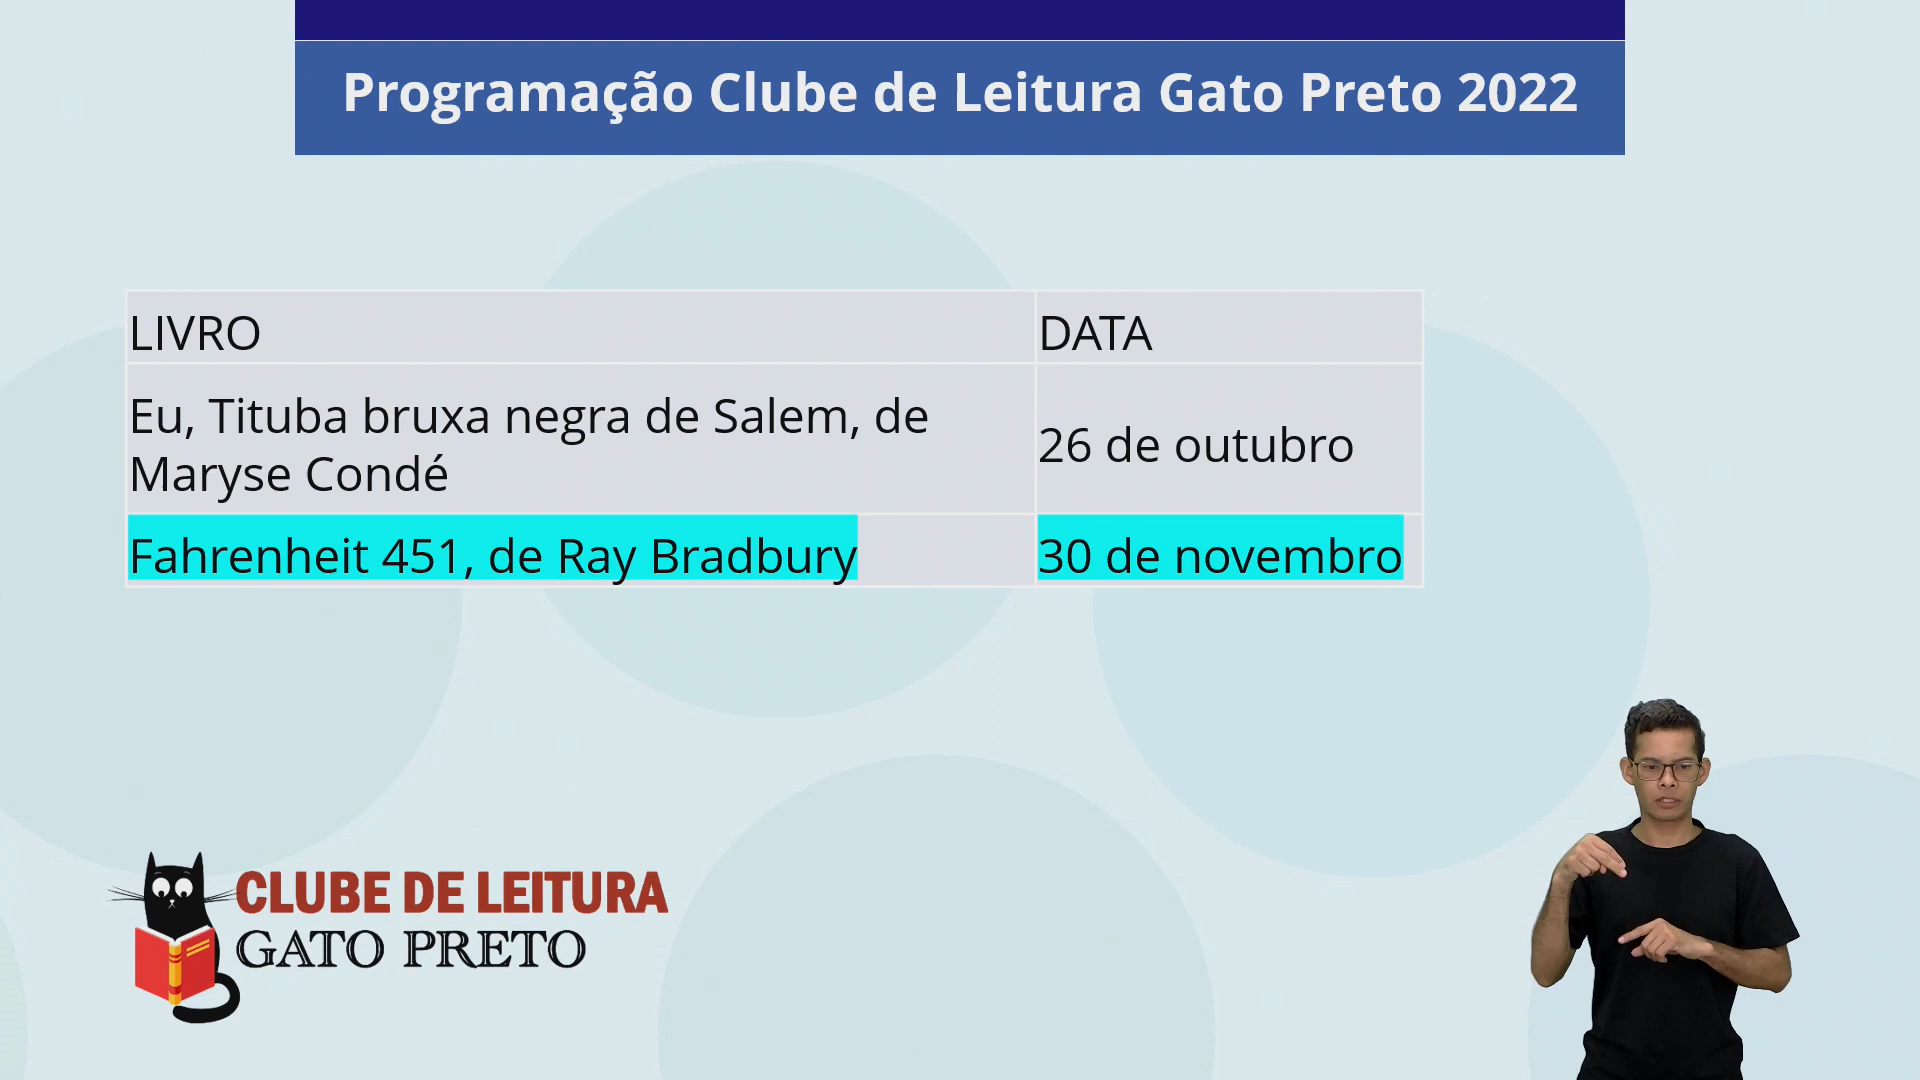 Programação Clube de Leitura Gato Preto 2022
LIVRO
DATA
Eu, Tituba bruxa negra de Salem, de
Maryse Condé
26 de outubro
Fahrenheit 451, de Ray Bradbury
30 de novembro
CLUBE DE LEITURA
GATO PRETO